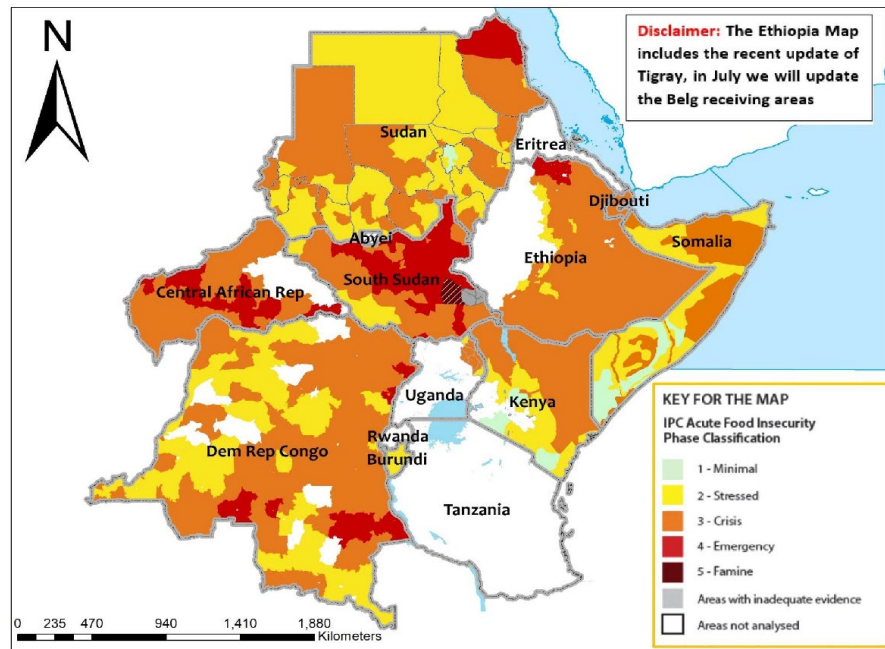 N
Disclaimer: The Ethiopia Map
includes the recent update of
Tigray, in July we will update
the Belg receiving areas
Sudan
Eritrea
Djibouti
Abyei
Somalia
Ethiopia
South Sudan
Central African Rep
Uganda
Kenya
Rwanda
Dem Rep Congo
Burundi
Tanzania
KEY FOR THE MAP
IPC Acute Food Insecurity
Phase Classification
1 - Minimal
2 - Stressed
3 - Crisis
4 - Emergency
5 - Famine
Areas with inadequate evidence
Areas not analysed
0 235 470 940 1,410 1,880
Kilometers